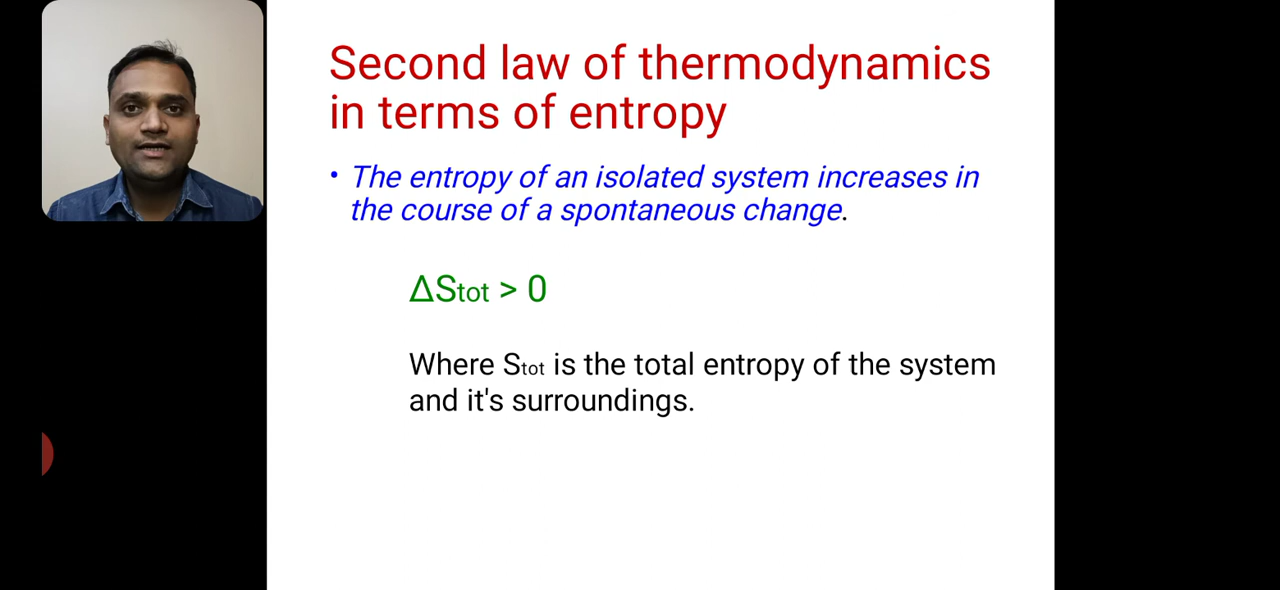 Second law of thermodynamics
in terms of entropy
• The entropy of an isolated system increases in
the course of a spontaneous change.
ΔStot > 0
Where Stot is the total entropy of the system
and it's surroundings.